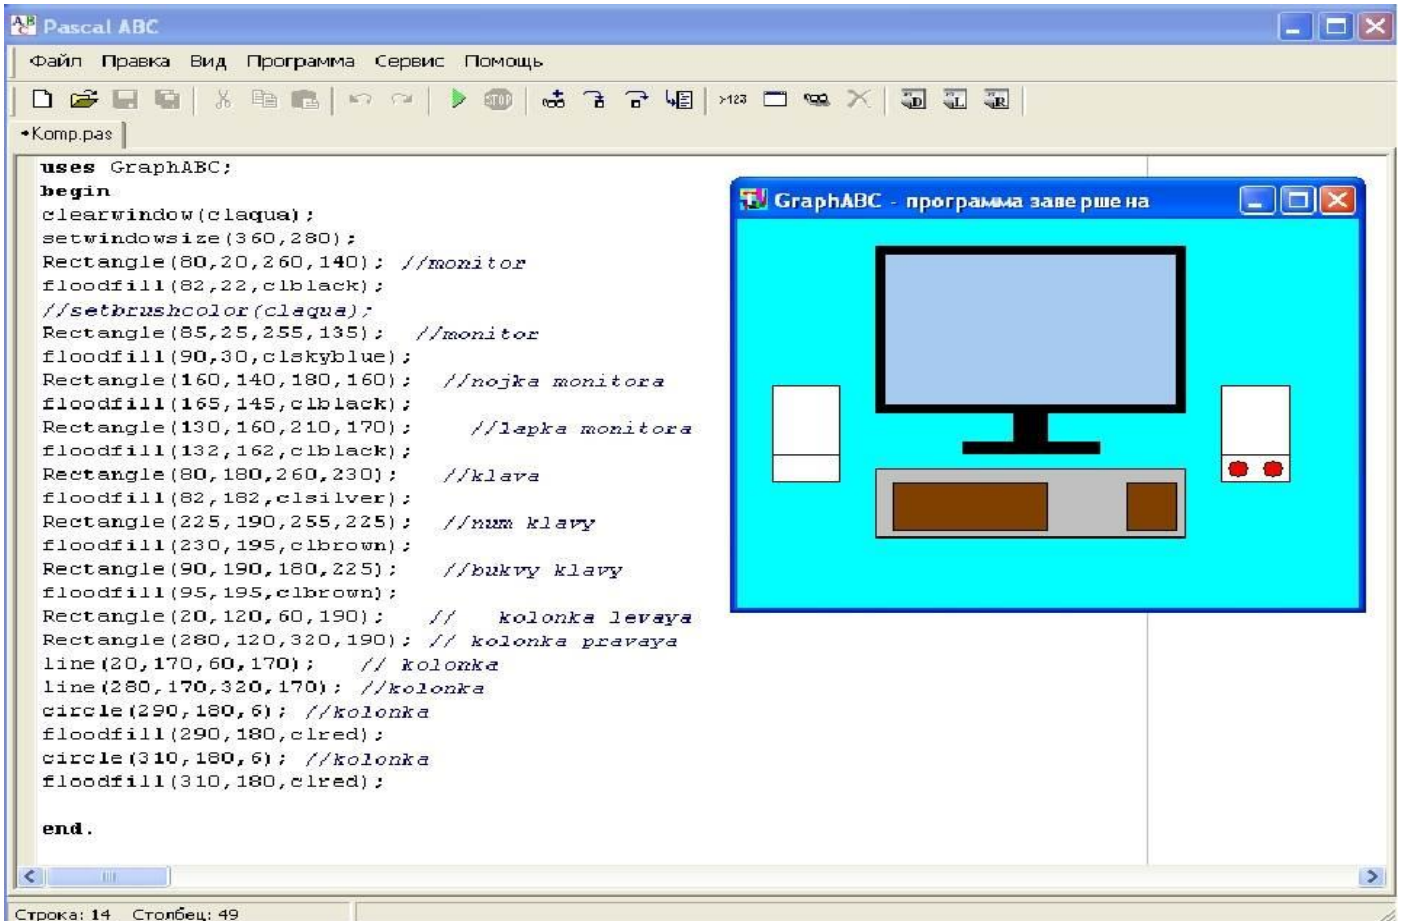 Pascal ABC
Файл Правка Вид Программа Сервис Помощь
•Komp.pas
uses GraphABC;
begin
clearwindow(claqua);
setwindowsize(360,280);
Rectangle(80,20,260,140); //monitor
floodfill(82,22,clblack);
//setbrushcolor(claqua);
Rectangle(85,25,255,135); //monitor
floodfill(90,30,clskyblue);
Rectangle(160,140,180,160); //nojka monitora
floodfill(165,145,clblack);
Rectangle(130,160,210,170); //lapka monitora
floodfill(132,162,clblack);
Rectangle(80,180,260,230); //klava
floodfill(82,182,clsilver);
Rectangle(225,190,255,225); //num klavy
floodfill(230,195,clbrown);
Rectangle(90,190,180,225); //bukvy klavy
floodfill(95,195,clbrown);
Rectangle(20,120,60,190); // kolonka levaya
Rectangle(280,120,320,190); // kolonka pravaya
line(20,170,60,170); // kolonka
line(280,170,320,170); //kolonka
circle(290,180,6); //kolonka
floodfill(290,180,clred);
circle(310,180,6); //kolonka
floodfill(310,180,clred);
end.
GraphABC - программа завершена
Строка: 14 Столбец: 49